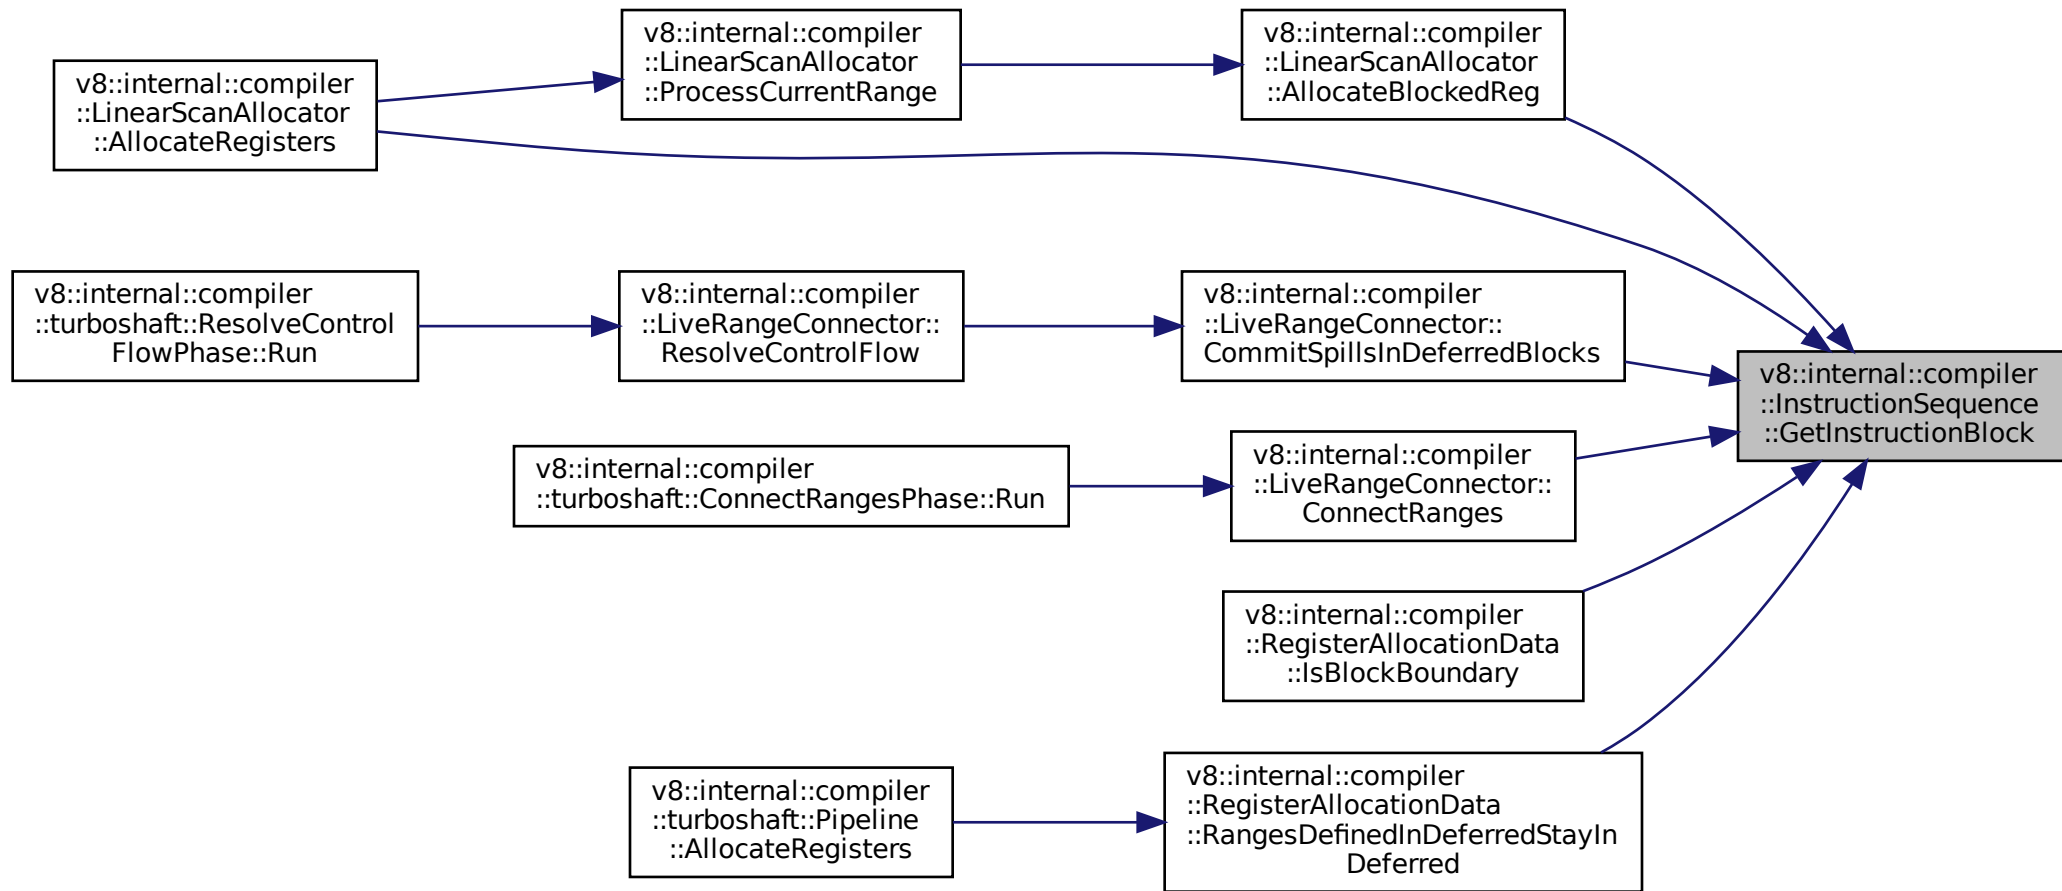 v8::internal::compiler
::LinearScanAllocator
::AllocateRegisters
v8::internal::compiler
::LinearScanAllocator
::ProcessCurrentRange
v8::internal::compiler
::LinearScanAllocator
::AllocateBlockedReg
v8::internal::compiler
::turboshaft::ResolveControl
FlowPhase::Run
v8::internal::compiler
::LiveRangeConnector::
ResolveControlFlow
v8::internal::compiler
::LiveRangeConnector::
CommitSpillsInDeferredBlocks
v8::internal::compiler
::InstructionSequence
::GetInstructionBlock
v8::internal::compiler
::turboshaft::ConnectRangesPhase::Run
v8::internal::compiler
::LiveRangeConnector::
ConnectRanges
v8::internal::compiler
::RegisterAllocationData
::IsBlockBoundary
v8::internal::compiler
::turboshaft::Pipeline
::AllocateRegisters
v8::internal::compiler
::RegisterAllocationData
::RangesDefinedInDeferredStayIn
Deferred